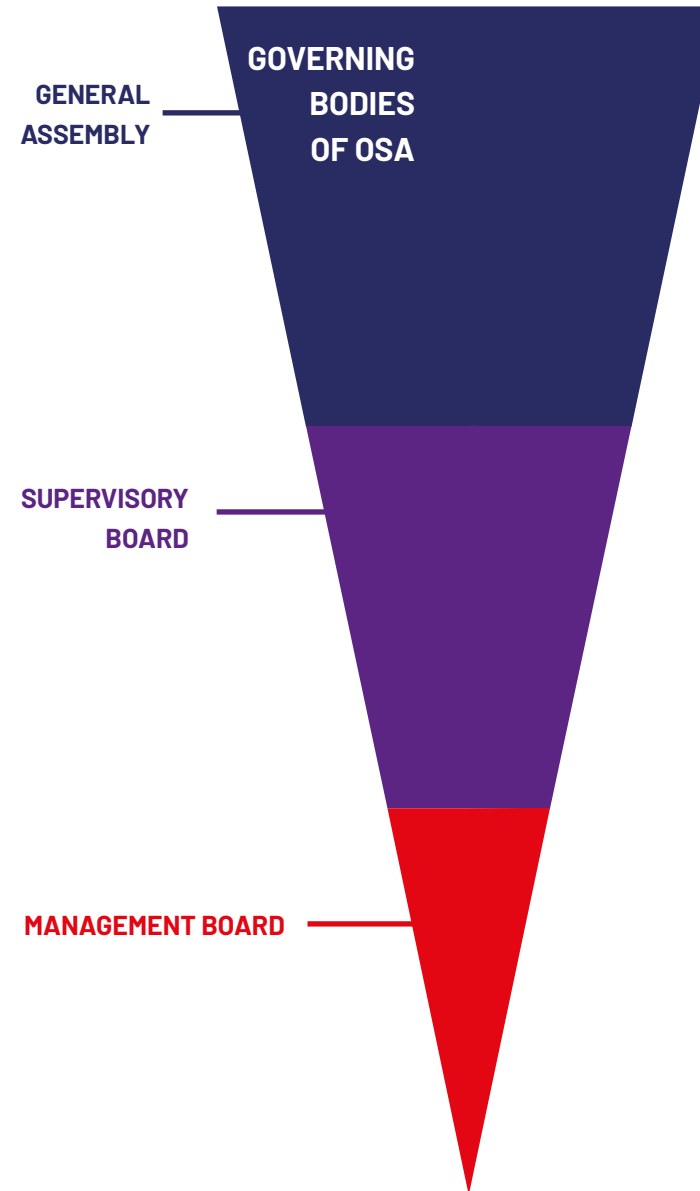 GOVERNING
BODIES
OF OSA
GENERAL
ASSEMBLY
SUPERVISORY
BOARD
MANAGEMENT BOARD